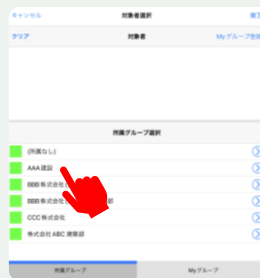 キャンセル 対象者選択 完了
クリア 対象者 Myグループ登録
所属グループ選択
(所属なし)
AAA建設
BBB株式会社
BBB株式会社 部
CCC株式会社
株式会社ABC 建築部
所属グループ Myグループ